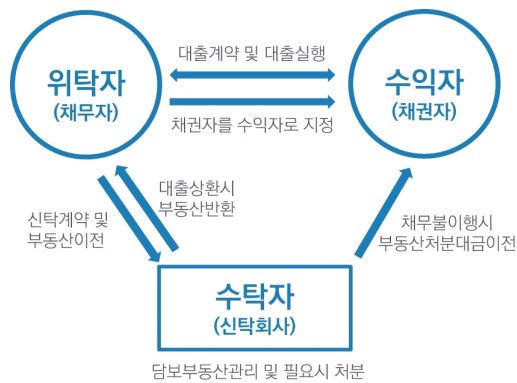 위탁자
(채무자)
대출계약 및 대출실행
채권자를 수익자로 지정
수익자
(채권자)
신탁계약 및
부동산이전
대출상환시
부동산반환
채무불이행시
부동산처분대금이전
수탁자
(신탁회사)
담보부동산관리 및 필요시 처분